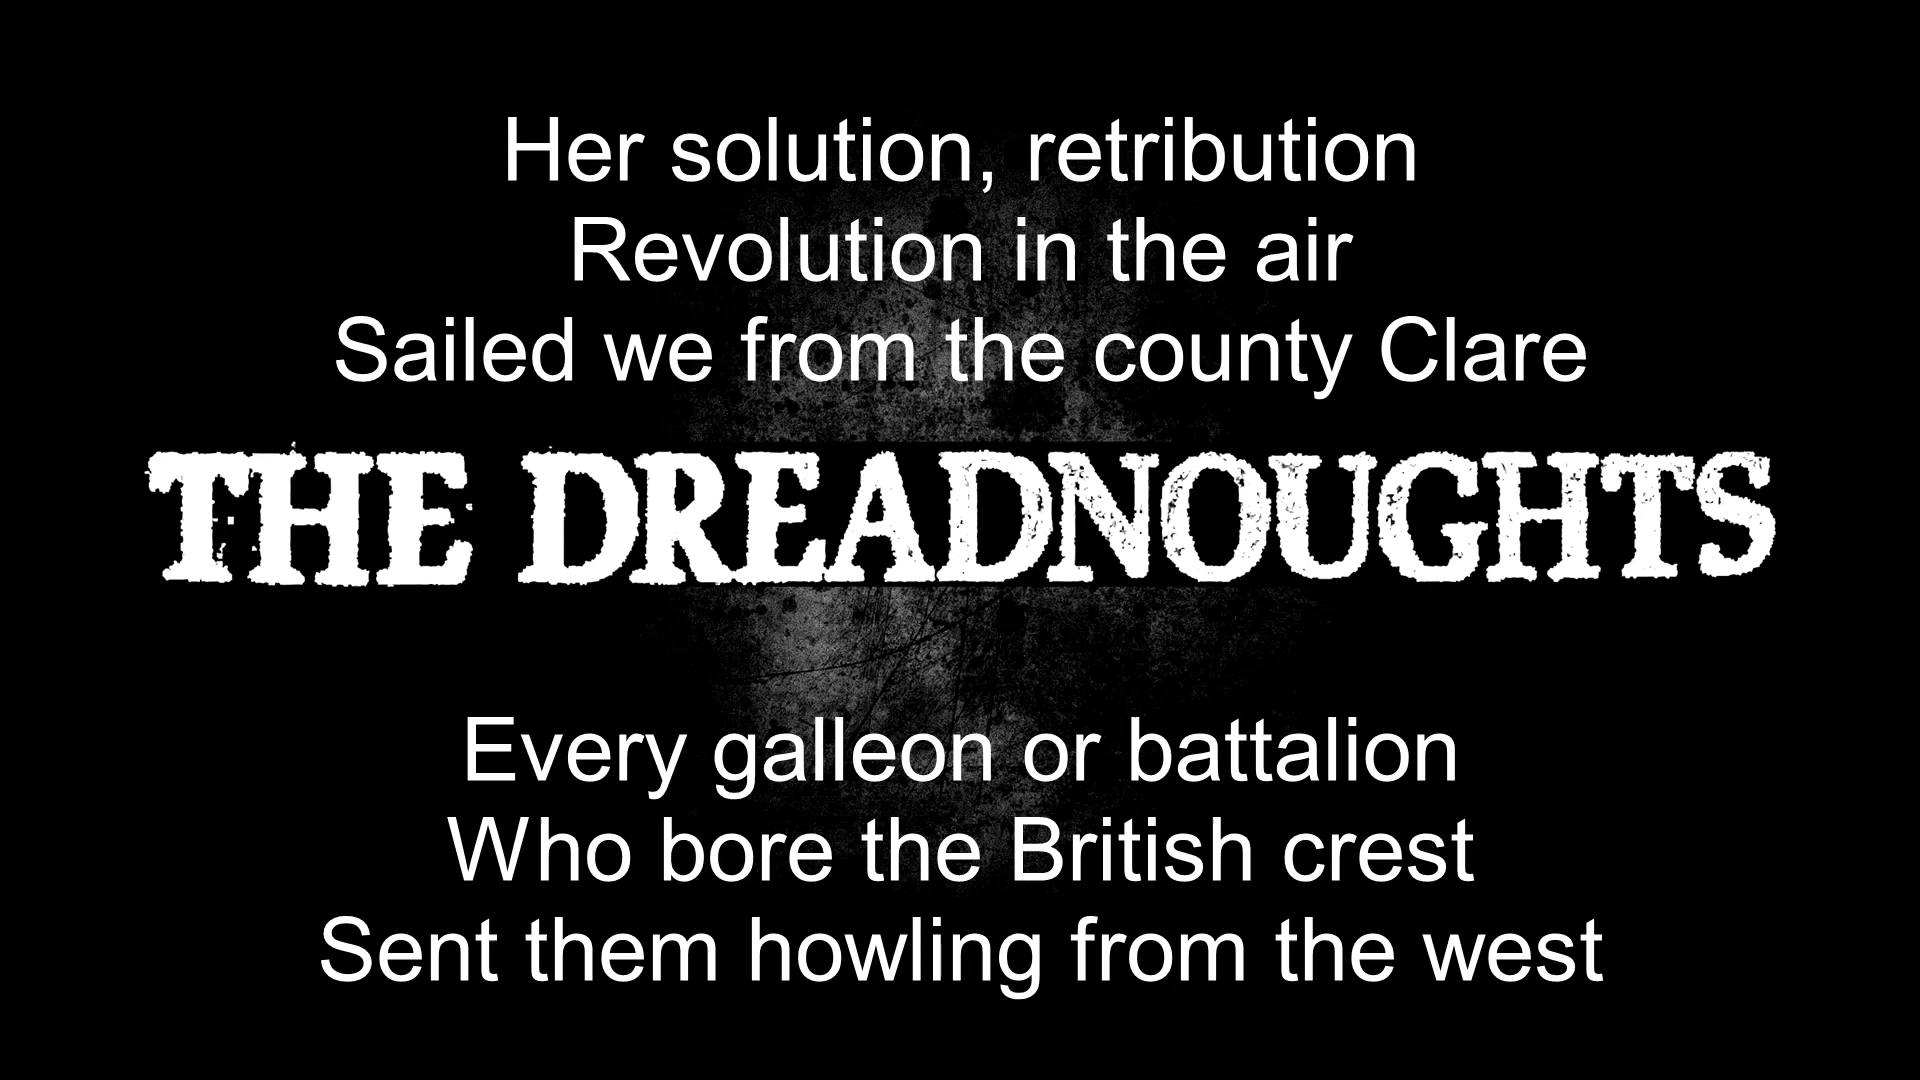 Her solution, retribution
Revolution in the air
Sailed we from the county Clare
THE DREADNOUGHTS
Every galleon or battalion
Who bore the British crest
Sent them howling from the west